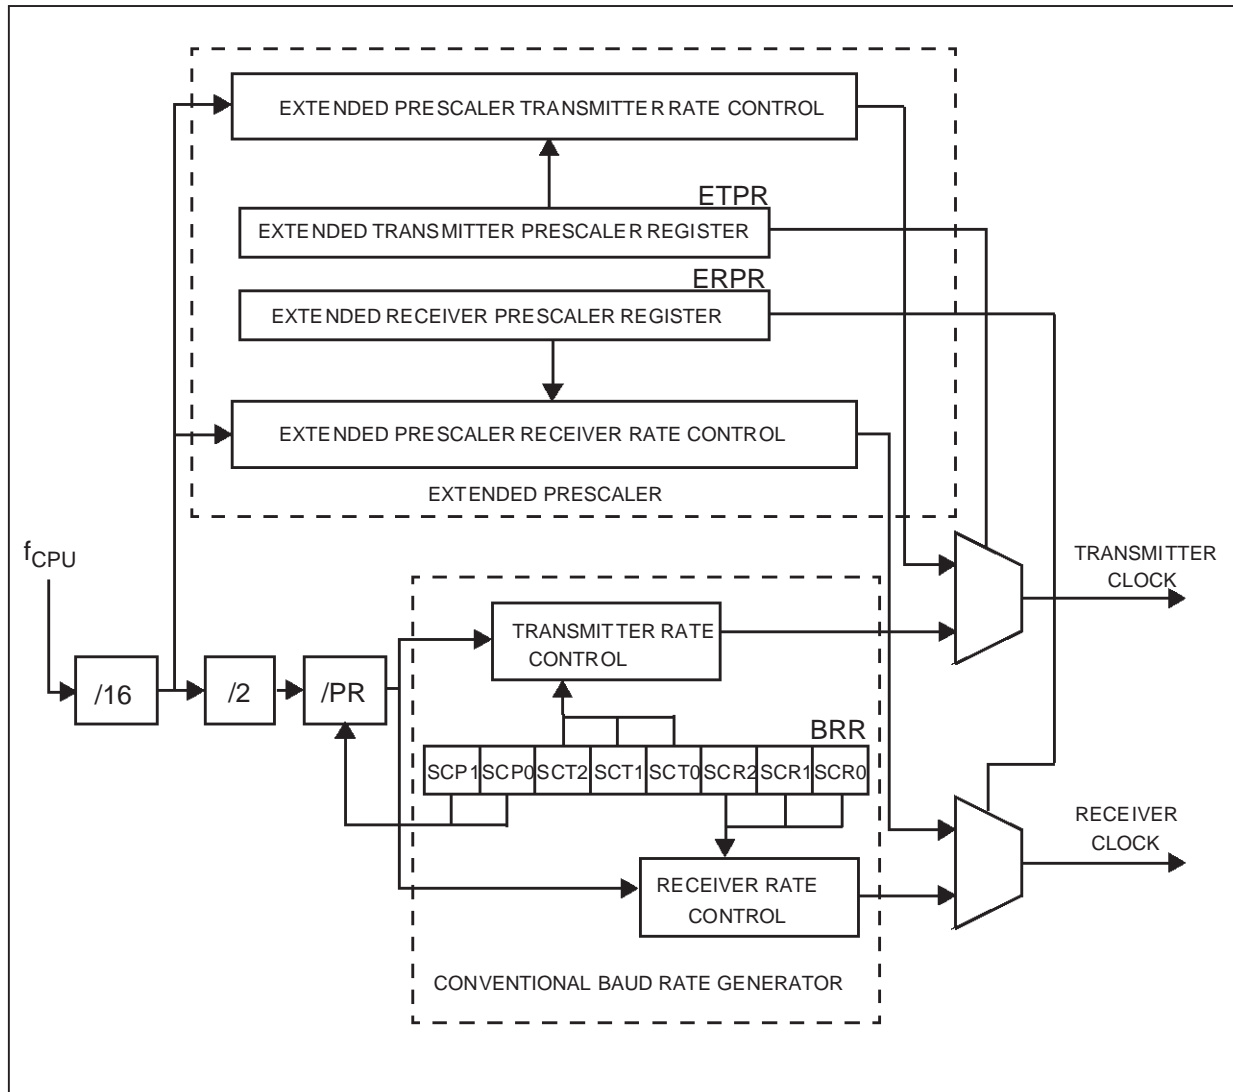 EXTENDED PRESCALER TRANSMITTER RATE CONTROL
ETPR
EXTENDED TRANSMITTER PRESCALER REGISTER
ERPR
EXTENDED RECEIVER PRESCALER REGISTER
EXTENDED PRESCALER RECEIVER RATE CONTROL
EXTENDED PRESCALER
fCPU
TRANSMITTER
CLOCK
TRANSMITTER RATE
CONTROL
/16
/2
/PR
BRR
SCP1 SCP0 SCT2 SCT1 SCT0 SCR2 SCR1 SCR0
RECEIVER
CLOCK
RECEIVER RATE
CONTROL
CONVENTIONAL BAUD RATE GENERATOR